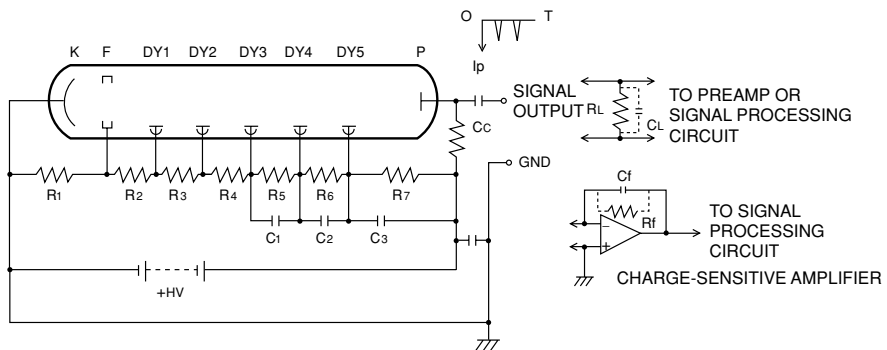 O T
Ip
K F DY1 DY2 DY3 DY4 DY5 P
SIGNAL
OUTPUT
CC
GND
R1 R2 R3 R4 R5 R6 R7
C1 C2 C3
+HV
RL
CL
TO PREAMP OR
SIGNAL PROCESSING
CIRCUIT
Cf
Rf
−
+
TO SIGNAL
PROCESSING
CIRCUIT
CHARGE-SENSITIVE AMPLIFIER